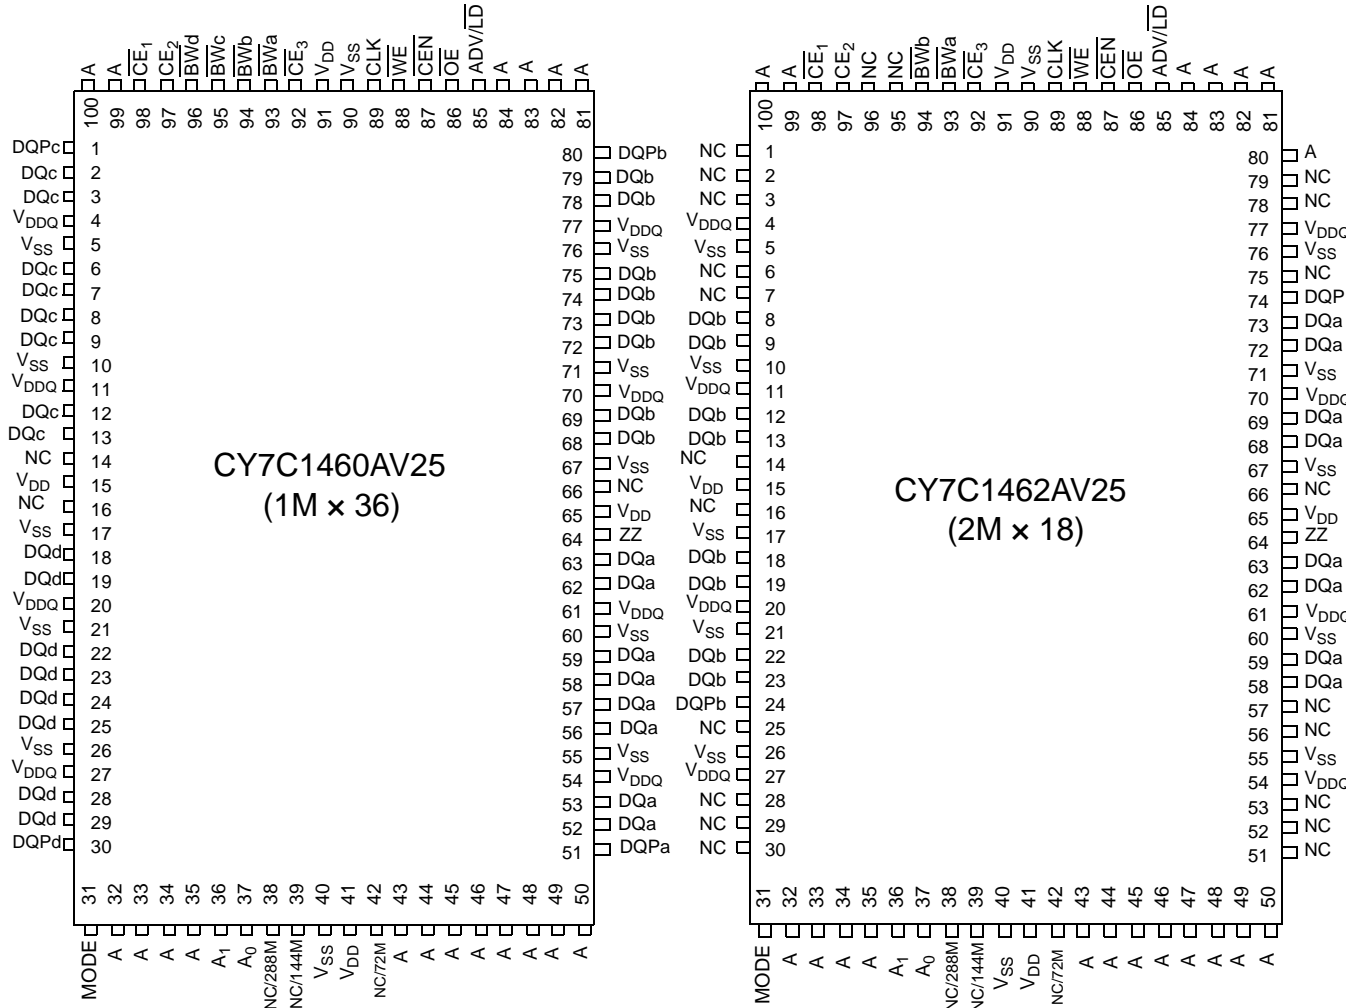 A A CE1 CE2 BWd BWc BWb BWa CE3 VDD VSS CLK WE CEN OE ADV/LD A A A A
100 99 98 97 96 95 94 93 92 91 90 89 88 87 86 85 84 83 82 81
DQPc 1
DQc 2
DQc 3
VDDQ 4
VSS 5
DQc 6
DQc 7
DQc 8
DQc 9
VSS 10
VDDQ 11
DQc 12
DQc 13
NC 14
VDD 15
NC 16
VSS 17
DQd 18
DQd 19
VDDQ 20
VSS 21
DQd 22
DQd 23
DQd 24
DQd 25
VSS 26
VDDQ 27
DQd 28
DQd 29
DQPd 30
CY7C1460AV25
(1M × 36)
80 DQPb
79 DQb
78 DQb
77 VDDQ
76 VSS
75 DQb
74 DQb
73 DQb
72 DQb
71 VSS
70 VDDQ
69 DQb
68 DQb
67 VSS
66 NC
65 VDD
64 ZZ
63 DQa
62 DQa
61 VDDQ
60 VSS
59 DQa
58 DQa
57 DQa
56 DQa
55 VSS
54 VDDQ
53 DQa
52 DQa
51 DQPa
31 32 33 34 35 36 37 38 39 40 41 42 43 44 45 46 47 48 49 50
MODE A A A A A1 A0 NC/288M NC/144M VSS VDD NC/72M A A A A A A A A
A A CE1 CE2 NC NC BWb BWa CE3 VDD VSS CLK WE CEN OE ADV/LD A A A A
100 99 98 97 96 95 94 93 92 91 90 89 88 87 86 85 84 83 82 81
NC 1
NC 2
NC 3
VDDQ 4
VSS 5
NC 6
NC 7
DQb 8
DQb 9
VSS 10
VDDQ 11
DQb 12
DQb 13
NC 14
VDD 15
NC 16
VSS 17
DQb 18
DQb 19
VDDQ 20
VSS 21
DQb 22
DQb 23
DQPb 24
NC 25
VSS 26
VDDQ 27
NC 28
NC 29
NC 30
CY7C1462AV25
(2M × 18)
80 A
79 NC
78 NC
77 VDDQ
76 VSS
75 NC
74 DQP
73 DQa
72 DQa
71 VSS
70 VDDQ
69 DQa
68 DQa
67 VSS
66 NC
65 VDD
64 ZZ
63 DQa
62 DQa
61 VDDQ
60 VSS
59 DQa
58 DQa
57 NC
56 NC
55 VSS
54 VDDQ
53 NC
52 NC
51 NC
31 32 33 34 35 36 37 38 39 40 41 42 43 44 45 46 47 48 49 50
MODE A A A A A1 A0 NC/288M NC/144M VSS VDD NC/72M A A A A A A A A